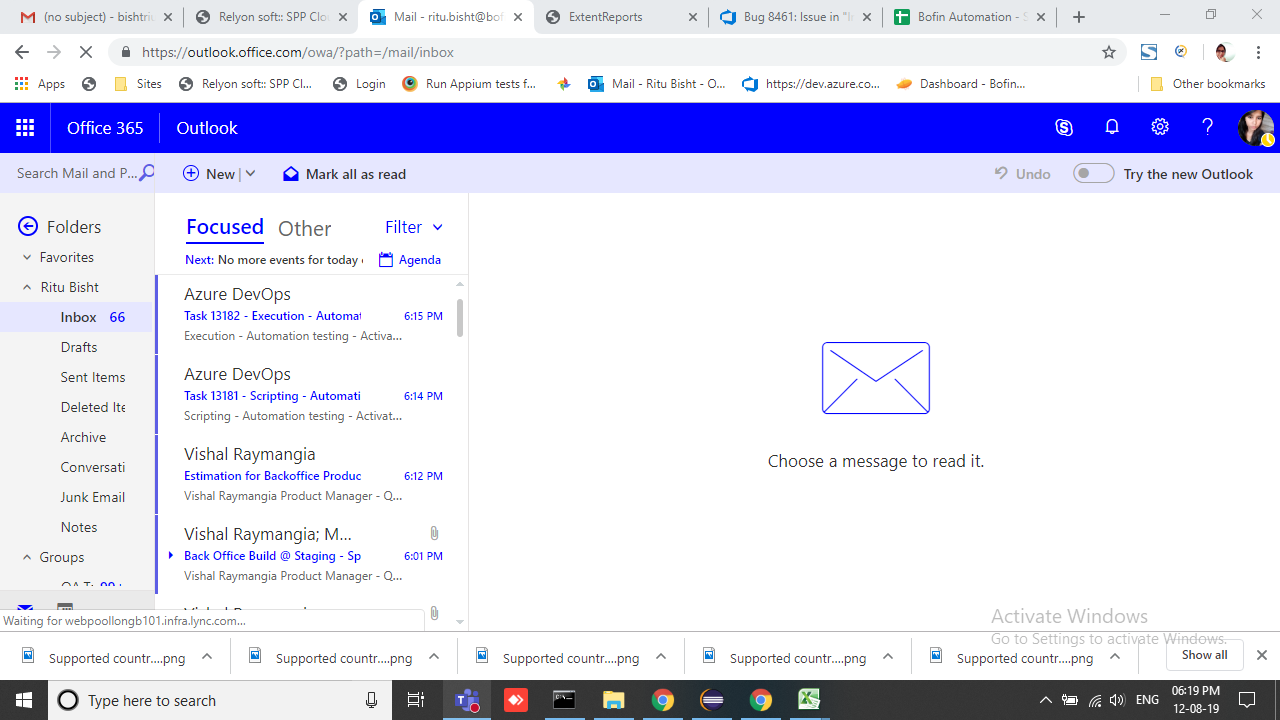 (no subject) - bishtriv
Relyon soft:: SPP Clou
Mail - ritu.bisht@bof
ExtentReports
Bug 8461: Issue in "In
Bofin Automation - S
https://outlook.office.com/owa/?path=/mail/inbox
Apps
Sites
Relyon soft:: SPP Cl...
Login
Run Appium tests f...
Mail - Ritu Bisht - O...
https://dev.azure.co...
Dashboard - Bofin...
Other bookmarks
Office 365
Outlook
Search Mail and P...
New
Mark all as read
Undo
Try the new Outlook
Folders
Favorites
Ritu Bisht
Inbox 66
Drafts
Sent Items
Deleted Ite
Archive
Conversati
Junk Email
Notes
Groups
99+
Focused
Other
Filter
Next: No more events for today
Agenda
Azure DevOps
Task 13182 - Execution - Automat
6:15 PM
Execution - Automation testing - Activa...
Azure DevOps
Task 13181 - Scripting - Automati
6:14 PM
Scripting - Automation testing - Activat...
Vishal Raymangia
Estimation for Backoffice Produc
6:12 PM
Vishal Raymangia Product Manager - Q...
Vishal Raymangia; M...
Back Office Build @ Staging - Sp
6:01 PM
Vishal Raymangia Product Manager - Q...
Choose a message to read it.
Waiting for webpoollongb101.infra.lync.com...
Activate Windows
Go to Settings to activate Windows.
Supported countr....png
Supported countr....png
Supported countr....png
Supported countr....png
Supported countr....png
Show all
Type here to search
ENG
06:19 PM
12-08-19